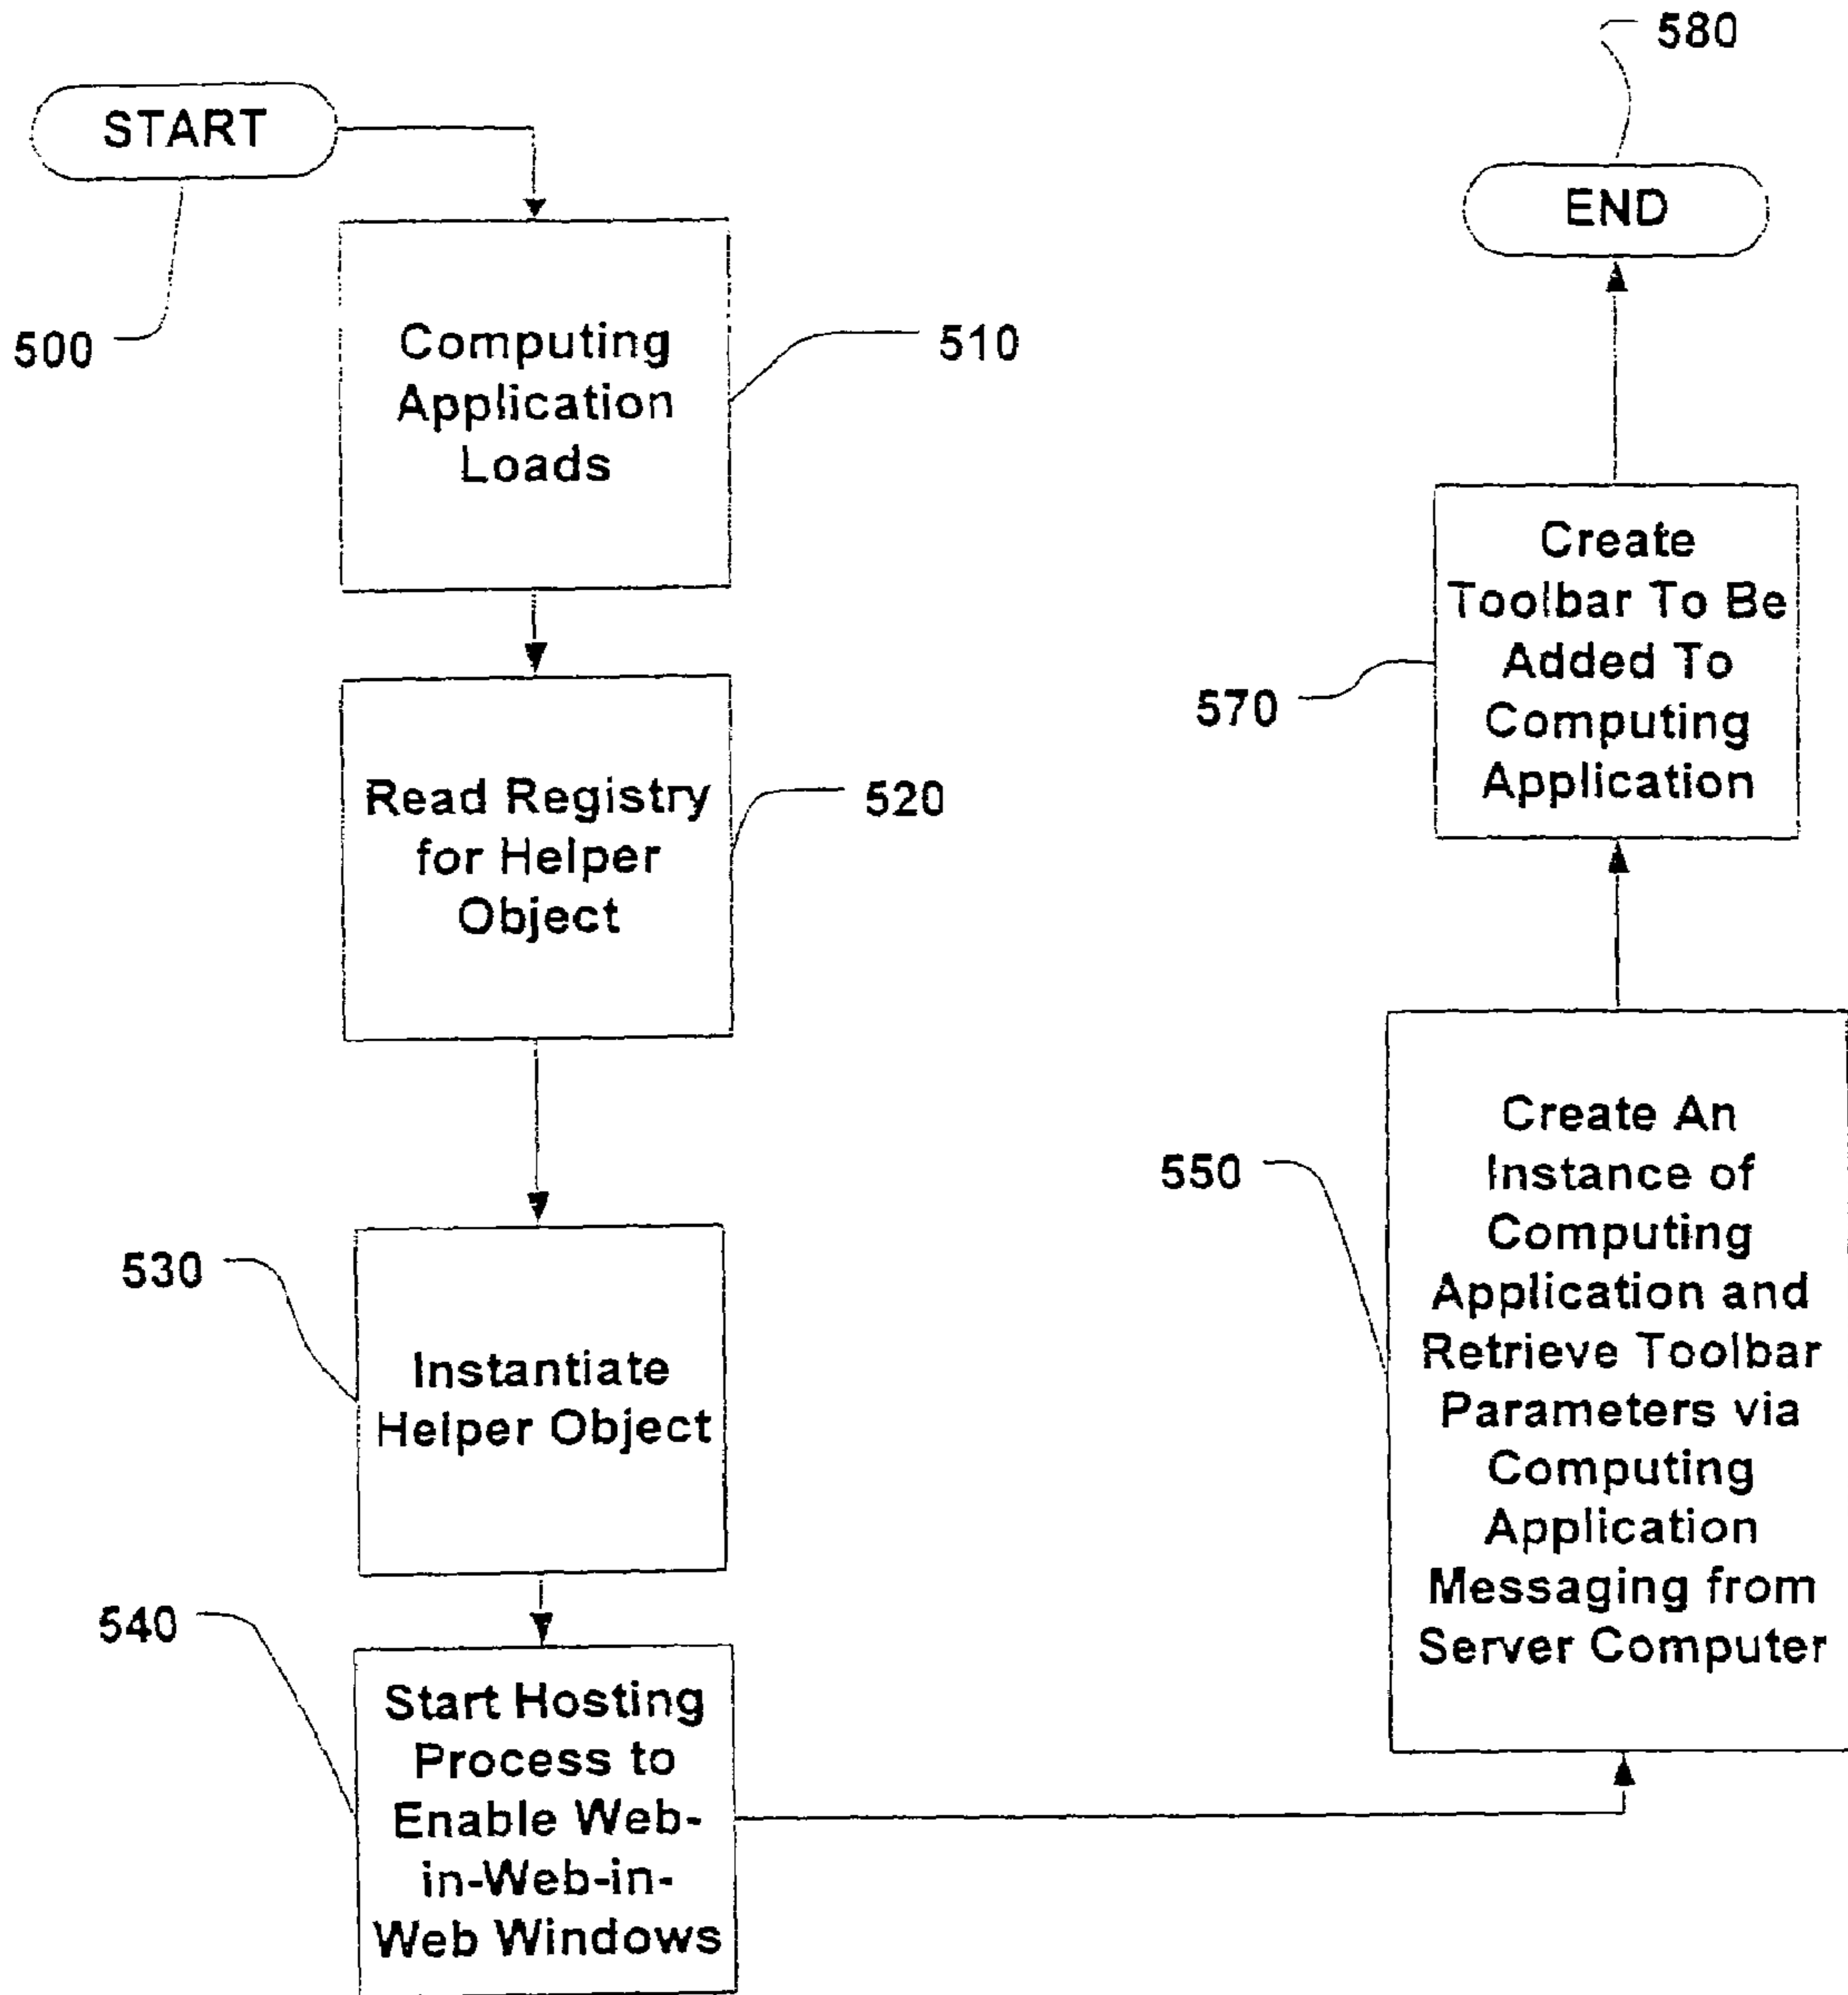 START
500
Computing
Application
Loads
510
Read Registry
for Helper
Object
520
Instantiate
Helper Object
530
Start Hosting
Process to
Enable Web-
in-Web-in-
Web Windows
540
Create An
Instance of
Computing
Application and
Retrieve Toolbar
Parameters via
Computing
Application
Messaging from
Server Computer
550
Create
Toolbar To Be
Added To
Computing
Application
570
END
580